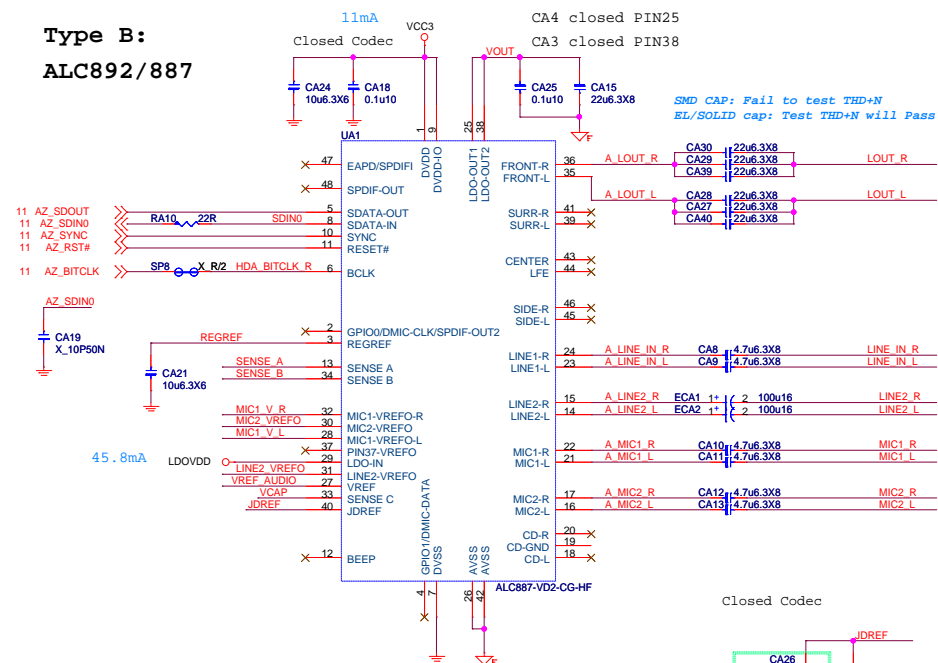 Type B:
ALC892/887
11mA
Closed Codec
VCC3
CA4 closed PIN25
CA3 closed PIN38
VOUT
CA24
10u6.3X6
CA18
0.1u10
CA25
0.1u10
CA15
22u6.3X8
SMD CAP: Fail to test THD+N
EL/SOLID cap: Test THD+N will Pass
UA1
1
9
25
38
DVDD
DVDD-IO
LDO-OUT1
LDO-OUT2
47 EAPD/SPDIFI
48 SPDIF-OUT
11 AZ_SDOUT 5 SDATA-OUT
11 AZ_SDIN0 RA10 22R SDIN0 8 SDATA-IN
11 AZ_SYNC 10 SYNC
11 AZ_RST# 11 RESET#
11 AZ_BITCLK SP8 X_R/2 HDA_BITCLK_R 6 BCLK
AZ_SDIN0
CA19
X_10P50N
2 GPIO0/DMIC-CLK/SPDIF-OUT2
REGREF 3 REGREF
CA21
10u6.3X6
SENSE_A 13 SENSE A
SENSE_B 34 SENSE B
MIC1_V_R 32 MIC1-VREFO-R
MIC2_VREFO 30 MIC2-VREFO
MIC1_V_L 28 MIC1-VREFO-L
37 PIN37-VREFO
45.8mA LDOVDD 29 LDO-IN
LINE2_VREFO 31 LINE2-VREFO
VREF_AUDIO 27 VREF
VCAP 33 SENSE C
JDREF 40 JDREF
12 BEEP
FRONT-R 36 A_LOUT_R CA30 22u6.3X8 LOUT_R
CA29 22u6.3X8
CA39 22u6.3X8
FRONT-L 35 A_LOUT_L CA28 22u6.3X8 LOUT_L
CA27 22u6.3X8
CA40 22u6.3X8
SURR-R 41
SURR-L 39
CENTER 43
LFE 44
SIDE-R 46
SIDE-L 45
LINE1-R 24 A_LINE_IN_R CA8 4.7u6.3X8 LINE_IN_R
LINE1-L 23 A_LINE_IN_L CA9 4.7u6.3X8 LINE_IN_L
LINE2-R 15 A_LINE2_R ECA1 1+ 2 100u16 LINE2_R
LINE2-L 14 A_LINE2_L ECA2 1+ 2 100u16 LINE2_L
MIC1-R 22 A_MIC1_R CA10 4.7u6.3X8 MIC1_R
MIC1-L 21 A_MIC1_L CA11 4.7u6.3X8 MIC1_L
MIC2-R 17 A_MIC2_R CA12 4.7u6.3X8 MIC2_R
MIC2-L 16 A_MIC2_L CA13 4.7u6.3X8 MIC2_L
CD-R 20
CD-GND 19
CD-L 18
GPIO1/DMIC-DATA
DVSS
AVSS
AVSS
4
7
26
42
ALC887-VD2-CG-HF
Closed Codec
JDREF
CA26